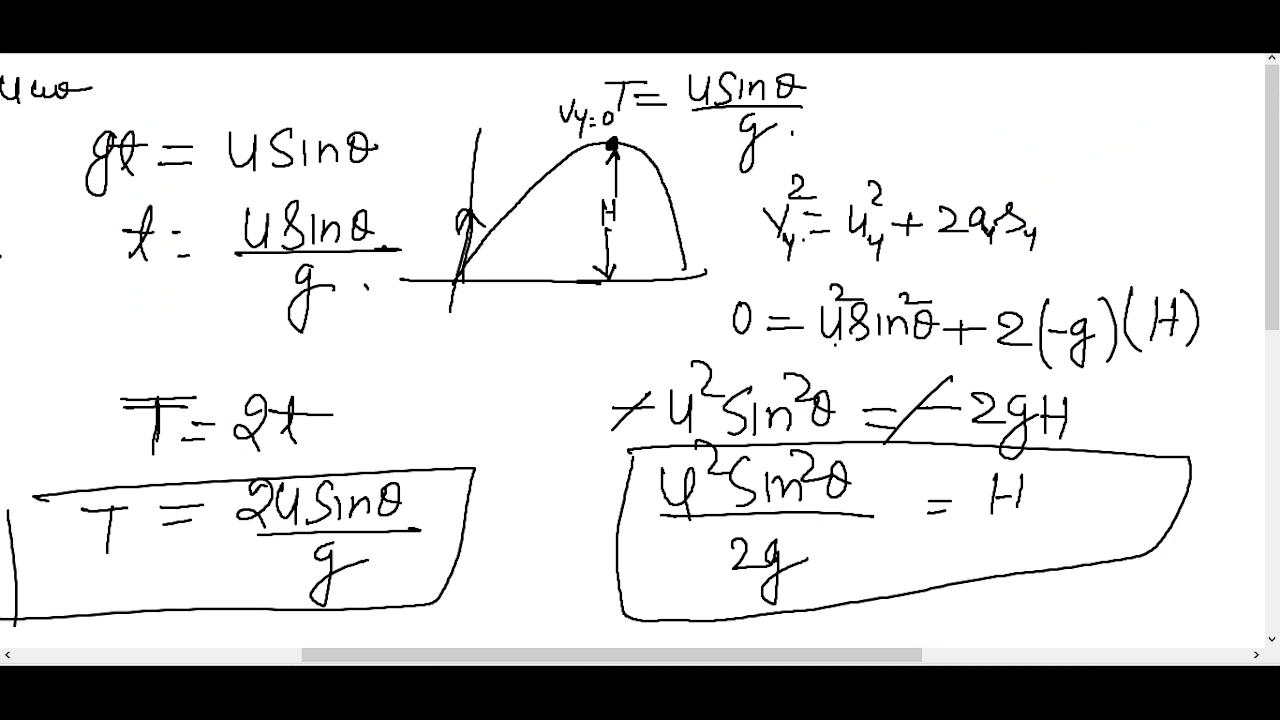 gt = u Sinθ
t = u Sinθ / g.
T = 2t
T = 2u Sinθ / g
Vy=0
H
T = u Sinθ / g.
Vy² = uy² + 2ay sy
0 = u² Sin²θ + 2(-g)(H)
- u² Sin²θ = - 2gH
u² Sin²θ / 2g = H